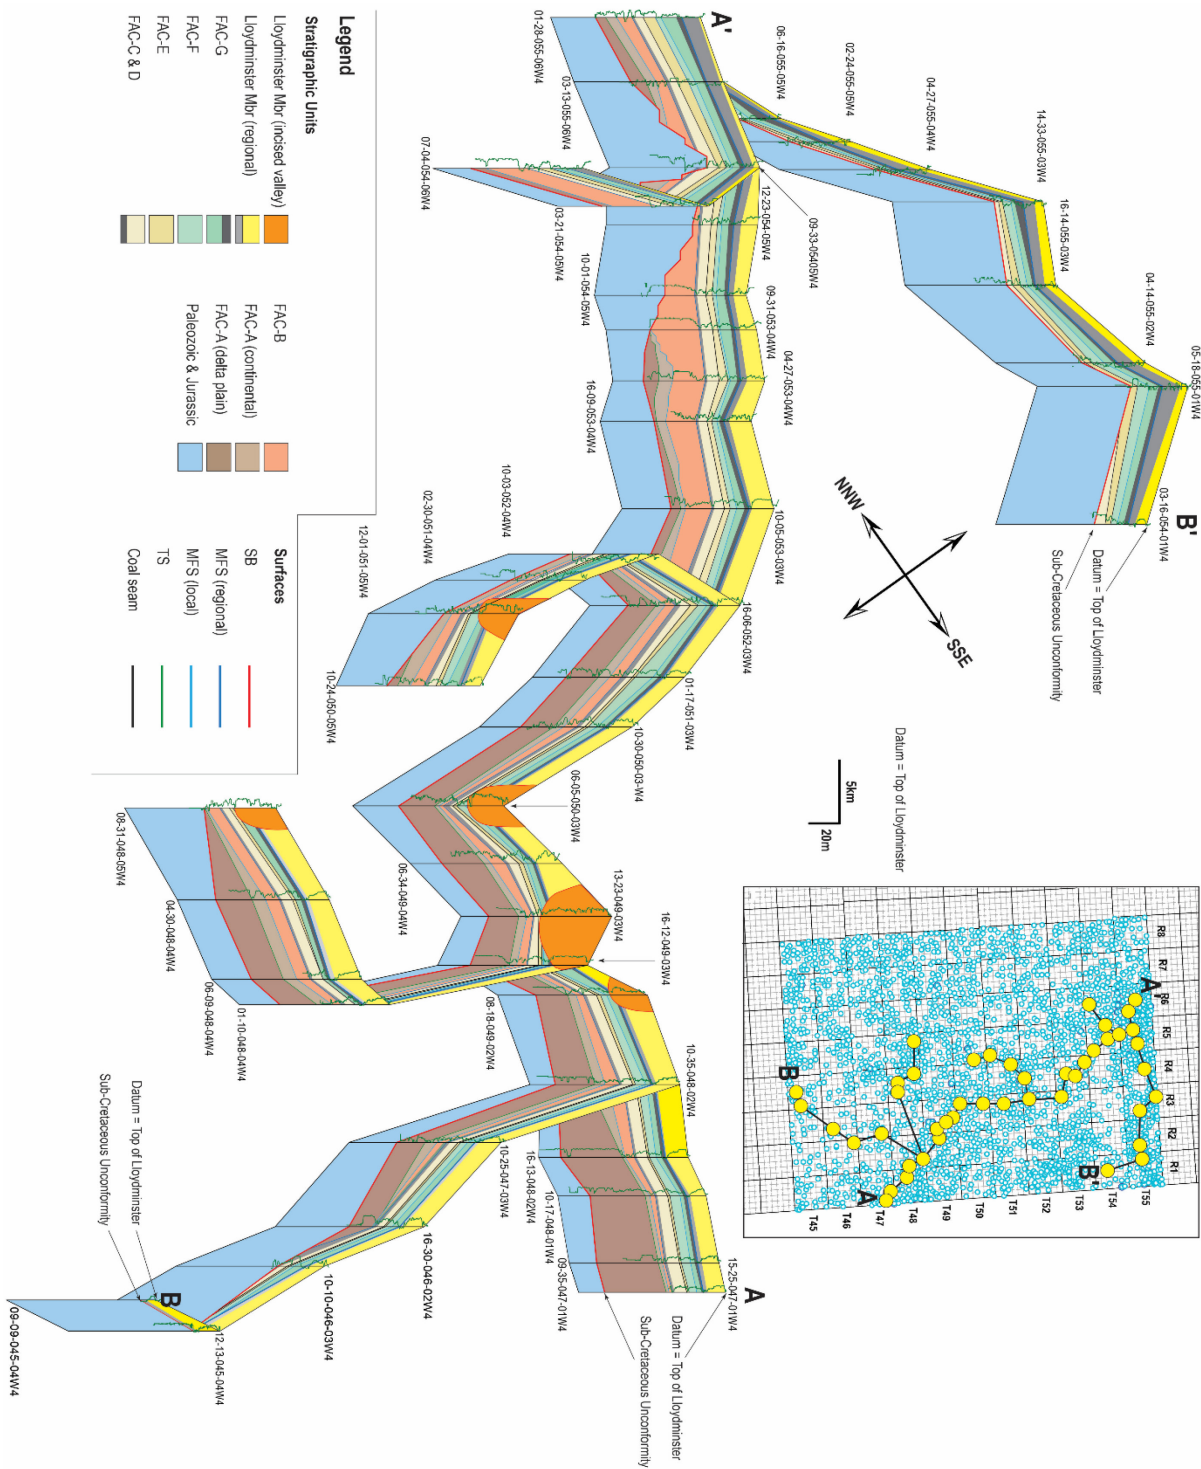 A'
01-28-055-06W4
03-13-055-06W4
07-04-054-06W4
03-21-054-05W4
10-01-054-05W4
16-09-053-04W4
06-16-055-05W4
02-24-055-05W4
04-27-055-04W4
14-33-055-03W4
16-14-055-03W4
04-14-055-02W4
05-18-055-01W4
03-16-054-01W4
B'
Datum = Top of Lloydminster
Sub-Cretaceous Unconformity
09-33-05405W4
12-23-054-05W4
09-31-053-04W4
04-27-053-04W4
10-05-053-03W4
NNW
SSE
10-03-052-04W4
02-30-051-04W4
12-01-051-05W4
10-24-050-05W4
16-06-052-03W4
01-17-051-03W4
10-30-050-03-W4
06-05-050-03W4
06-34-049-04W4
13-23-049-03W4
16-12-049-03W4
08-31-048-05W4
04-30-048-04W4
06-09-048-04W4
01-10-048-04W4
08-18-049-02W4
10-35-048-02W4
16-13-048-02W4
10-17-048-01W4
09-35-047-01W4
15-25-047-01W4
A
Datum = Top of Lloydminster
Sub-Cretaceous Unconformity
10-25-047-03W4
16-30-046-02W4
10-10-046-03W4
12-13-045-04W4
09-09-045-04W4
B
Datum = Top of Lloydminster
Sub-Cretaceous Unconformity
Datum = Top of Lloydminster
5km
20m
R8
R7
R6
R5
R4
R3
R2
R1
T45
T46
T47
T48
T49
T50
T51
T52
T53
T54
T55
A'
A
B
B'
Legend
Stratigraphic Units
Lloydminster Mbr (incised valley)
Lloydminster Mbr (regional)
FAC-G
FAC-F
FAC-E
FAC-C & D
FAC-B
FAC-A (continental)
FAC-A (delta plain)
Paleozoic & Jurassic
Surfaces
SB
MFS (regional)
MFS (local)
TS
Coal seam